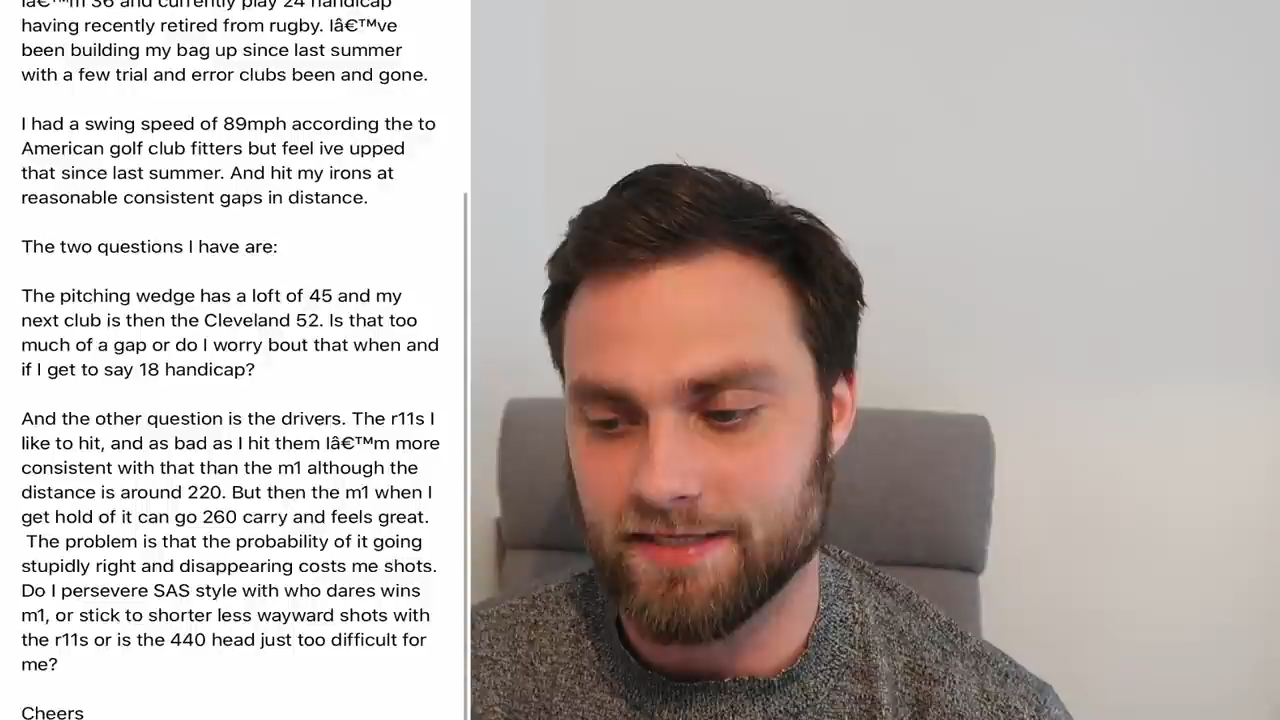 Iâ€™m 36 and currently play 24 handicap
having recently retired from rugby. Iâ€™ve
been building my bag up since last summer
with a few trial and error clubs been and gone.
I had a swing speed of 89mph according the to
American golf club fitters but feel ive upped
that since last summer. And hit my irons at
reasonable consistent gaps in distance.
The two questions I have are:
The pitching wedge has a loft of 45 and my
next club is then the Cleveland 52. Is that too
much of a gap or do I worry bout that when and
if I get to say 18 handicap?
And the other question is the drivers. The r11s I
like to hit, and as bad as I hit them Iâ€™m more
consistent with that than the m1 although the
distance is around 220. But then the m1 when I
get hold of it can go 260 carry and feels great.
The problem is that the probability of it going
stupidly right and disappearing costs me shots.
Do I persevere SAS style with who dares wins
m1, or stick to shorter less wayward shots with
the r11s or is the 440 head just too difficult for
me?
Cheers